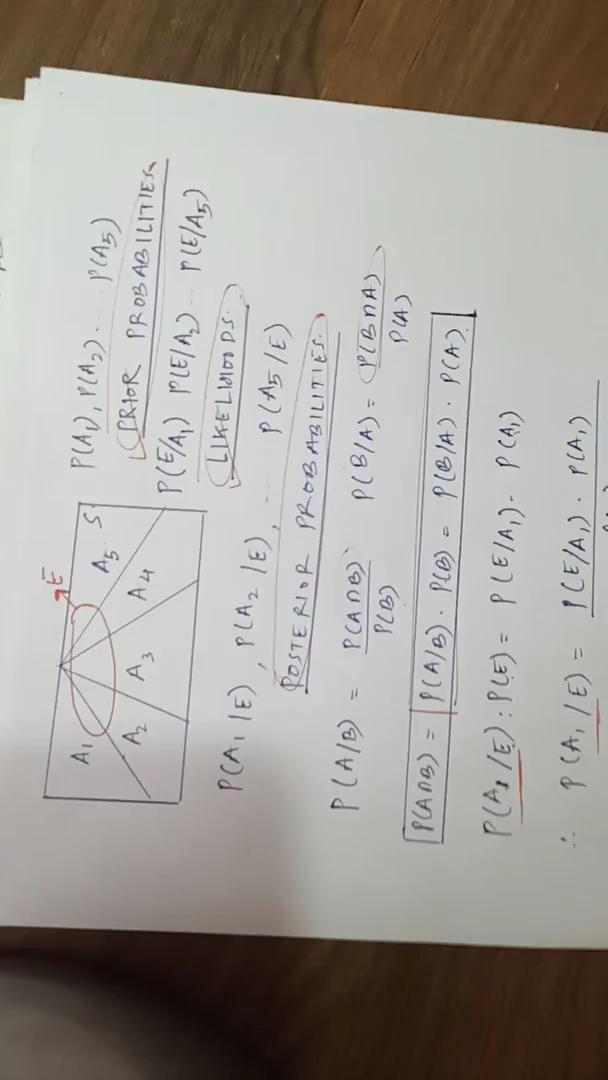 E
S
A₁ A₂ A₃ A₄ A₅
P(A₁), P(A₂) ..... P(A₅)
PRIOR PROBABILITIES.
P(E/A₁) P(E/A₂) ... P(E/A₅)
LIKELIHOODS.
P(A₁/E), P(A₂/E), ..... P(A₅/E)
POSTERIOR PROBABILITIES.
P(A/B) = P(A∩B)/P(B) P(B/A) = P(B∩A)/P(A)
P(A∩B) = P(A/B) · P(B) = P(B/A) · P(A).
P(A₁/E) · P(E) = P(E/A₁) · P(A₁)
∴ P(A₁/E) = P(E/A₁) · P(A₁)